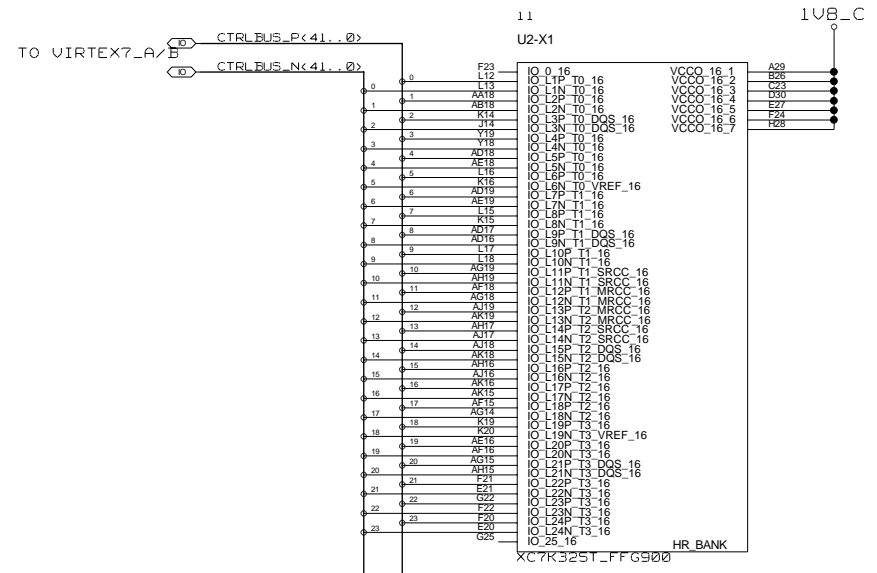 11
1V8_C
U2-X1
TO VIRTEX7_A/B
IO CTRLBUS_P<41..0>
IO CTRLBUS_N<41..0>
F23 IO_0_16 VCCO_16_1 A29
0 L12 IO_L1P_T0_16 VCCO_16_2 B26
0 L13 IO_L1N_T0_16 VCCO_16_3 C23
1 AA18 IO_L2P_T0_16 VCCO_16_4 D30
1 AB18 IO_L2N_T0_16 VCCO_16_5 E27
2 K14 IO_L3P_T0_DQS_16 VCCO_16_6 F24
2 J14 IO_L3N_T0_DQS_16 VCCO_16_7 H28
3 Y19 IO_L4P_T0_16
3 Y18 IO_L4N_T0_16
4 AD18 IO_L5P_T0_16
4 AE18 IO_L5N_T0_16
5 L16 IO_L6P_T0_16
5 K16 IO_L6N_T0_VREF_16
6 AD19 IO_L7P_T1_16
6 AE19 IO_L7N_T1_16
7 L15 IO_L8P_T1_16
7 K15 IO_L8N_T1_16
8 AD17 IO_L9P_T1_DQS_16
8 AD16 IO_L9N_T1_DQS_16
9 L17 IO_L10P_T1_16
9 L18 IO_L10N_T1_16
10 AG19 IO_L11P_T1_SRCC_16
10 AH19 IO_L11N_T1_SRCC_16
11 AF18 IO_L12P_T1_MRCC_16
11 AG18 IO_L12N_T1_MRCC_16
12 AJ19 IO_L13P_T2_MRCC_16
12 AK19 IO_L13N_T2_MRCC_16
13 AH17 IO_L14P_T2_SRCC_16
13 AJ17 IO_L14N_T2_SRCC_16
14 AJ18 IO_L15P_T2_DQS_16
14 AK18 IO_L15N_T2_DQS_16
15 AH16 IO_L16P_T2_16
15 AJ16 IO_L16N_T2_16
16 AK16 IO_L17P_T2_16
16 AK15 IO_L17N_T2_16
17 AF15 IO_L18P_T2_16
17 AG14 IO_L18N_T2_16
18 K19 IO_L19P_T3_16
18 K20 IO_L19N_T3_VREF_16
19 AE16 IO_L20P_T3_16
19 AF16 IO_L20N_T3_16
20 AG15 IO_L21P_T3_DQS_16
20 AH15 IO_L21N_T3_DQS_16
21 F21 IO_L22P_T3_16
21 E21 IO_L22N_T3_16
22 G22 IO_L23P_T3_16
22 F22 IO_L23N_T3_16
23 F20 IO_L24P_T3_16
23 E20 IO_L24N_T3_16
G25 IO_25_16
HR_BANK
XC7K325T_FFG900